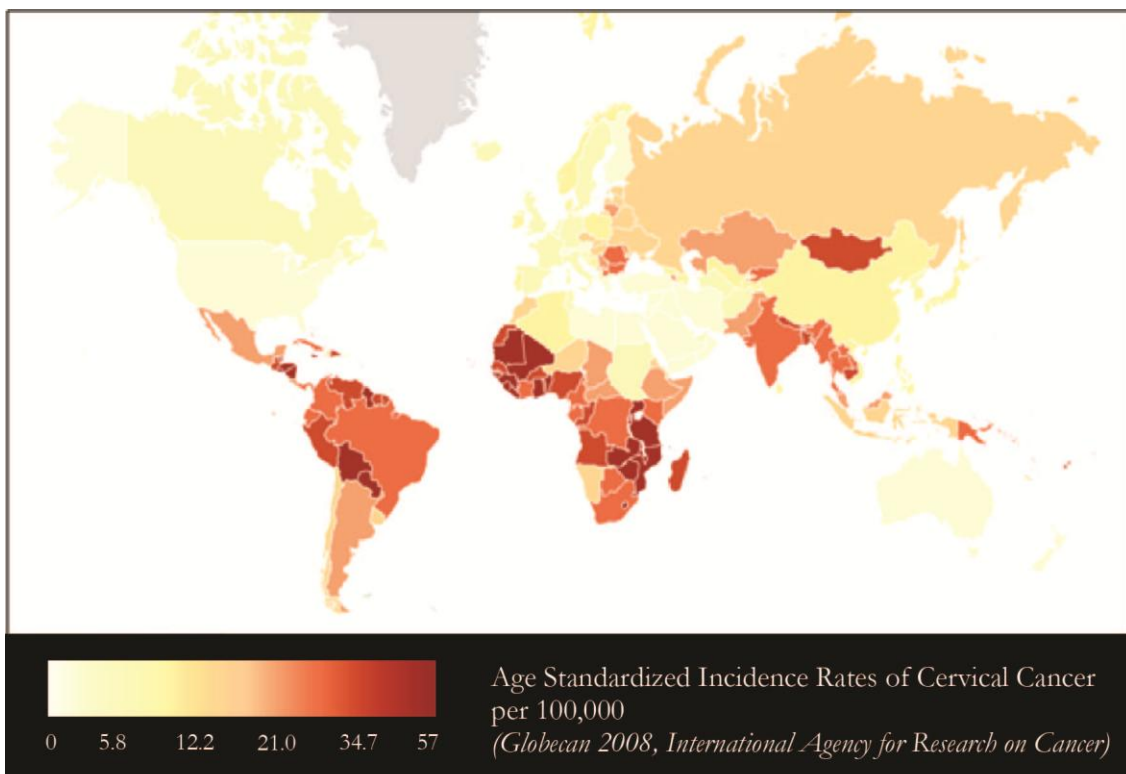 0 5.8 12.2 21.0 34.7 57
Age Standardized Incidence Rates of Cervical Cancer
per 100,000
(Globecan 2008, International Agency for Research on Cancer)